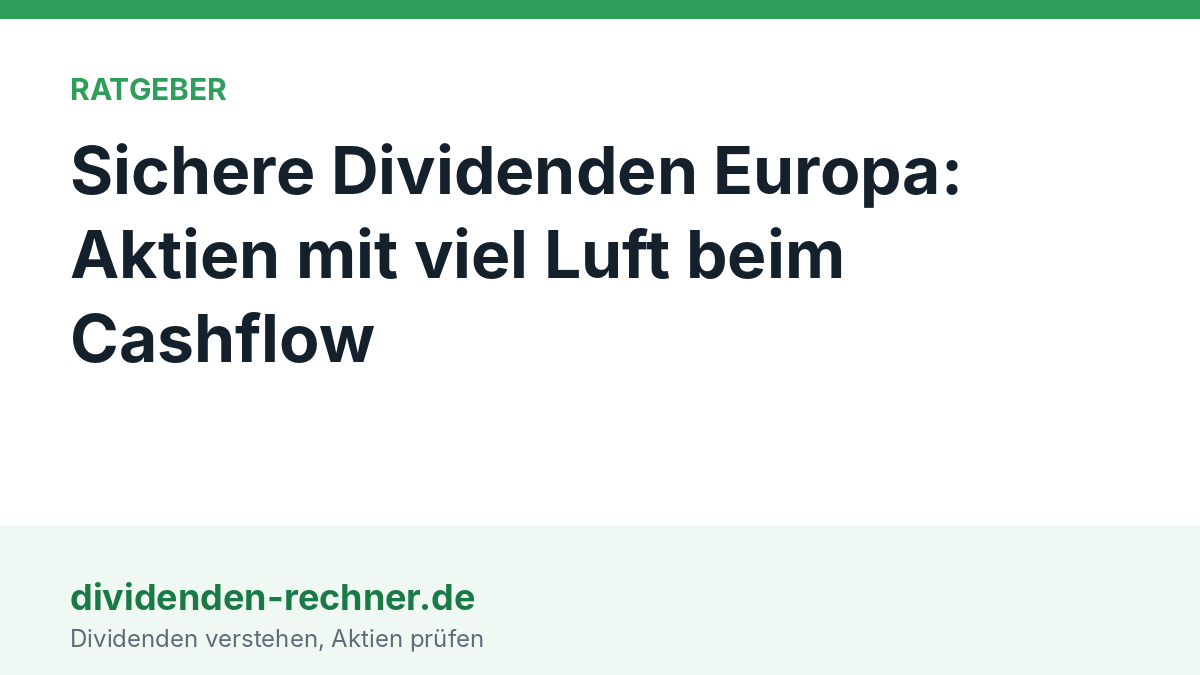 RATGEBER
Sichere Dividenden Europa:
Aktien mit viel Luft beim
Cashflow
dividenden-rechner.de
Dividenden verstehen, Aktien prüfen